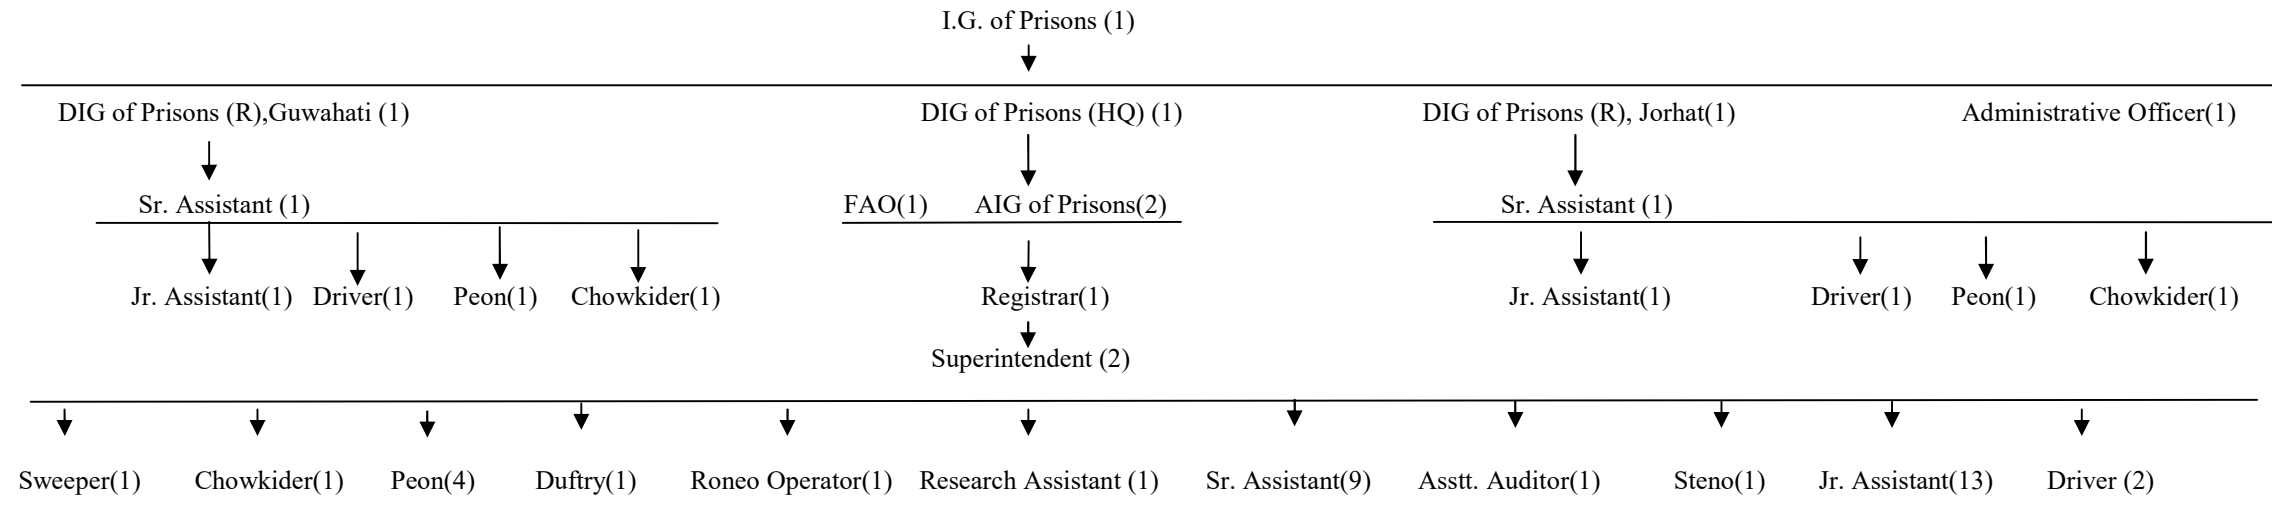 I.G. of Prisons (1)
DIG of Prisons (R),Guwahati (1) DIG of Prisons (HQ) (1) DIG of Prisons (R), Jorhat(1) Administrative Officer(1)
Sr. Assistant (1) FAO(1) AIG of Prisons(2) Sr. Assistant (1)
Jr. Assistant(1) Driver(1) Peon(1) Chowkider(1) Registrar(1) Jr. Assistant(1) Driver(1) Peon(1) Chowkider(1)
Superintendent (2)
Sweeper(1) Chowkider(1) Peon(4) Duftry(1) Roneo Operator(1) Research Assistant (1) Sr. Assistant(9) Asstt. Auditor(1) Steno(1) Jr. Assistant(13) Driver (2)